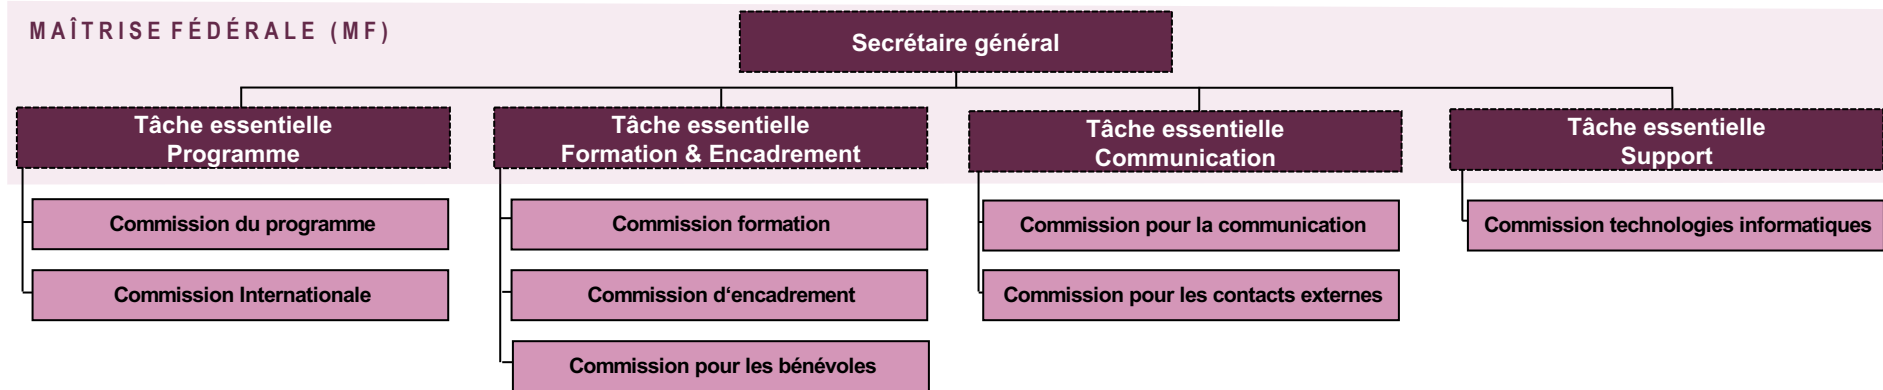 MAÎTRISE FÉDÉRALE (MF)
Secrétaire général
Tâche essentielle
Programme
Tâche essentielle
Formation & Encadrement
Tâche essentielle
Communication
Tâche essentielle
Support
Commission du programme
Commission formation
Commission pour la communication
Commission technologies informatiques
Commission Internationale
Commission d‘encadrement
Commission pour les contacts externes
Commission pour les bénévoles